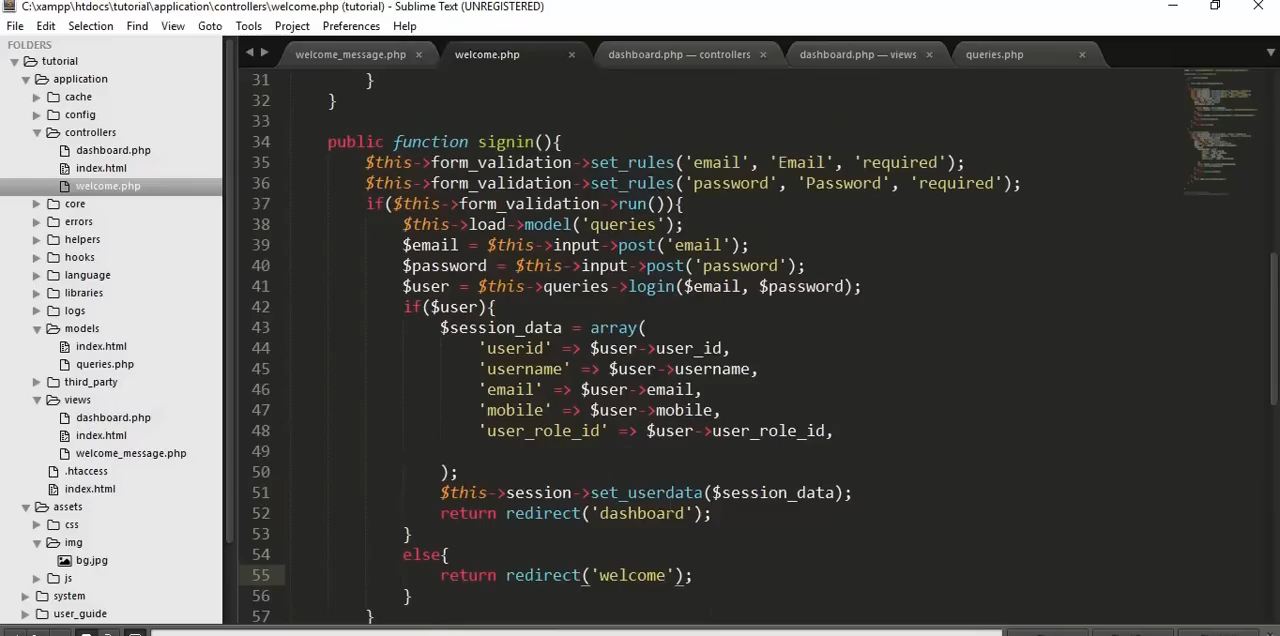 C:\xampp\htdocs\tutorial\application\controllers\welcome.php (tutorial) - Sublime Text (UNREGISTERED)
File Edit Selection Find View Goto Tools Project Preferences Help
FOLDERS
tutorial
application
cache
config
controllers
dashboard.php
index.html
welcome.php
core
errors
helpers
hooks
language
libraries
logs
models
index.html
queries.php
third_party
views
dashboard.php
index.html
welcome_message.php
.htaccess
index.html
assets
css
img
bg.jpg
js
system
user_guide
welcome_message.php × welcome.php × dashboard.php — controllers × dashboard.php — views × queries.php ×
31 }
32 }
33
34 public function signin(){
35 $this->form_validation->set_rules('email', 'Email', 'required');
36 $this->form_validation->set_rules('password', 'Password', 'required');
37 if($this->form_validation->run()){
38 $this->load->model('queries');
39 $email = $this->input->post('email');
40 $password = $this->input->post('password');
41 $user = $this->queries->login($email, $password);
42 if($user){
43 $session_data = array(
44 'userid' => $user->user_id,
45 'username' => $user->username,
46 'email' => $user->email,
47 'mobile' => $user->mobile,
48 'user_role_id' => $user->user_role_id,
49
50 );
51 $this->session->set_userdata($session_data);
52 return redirect('dashboard');
53 }
54 else{
55 return redirect('welcome');
56 }
57 }